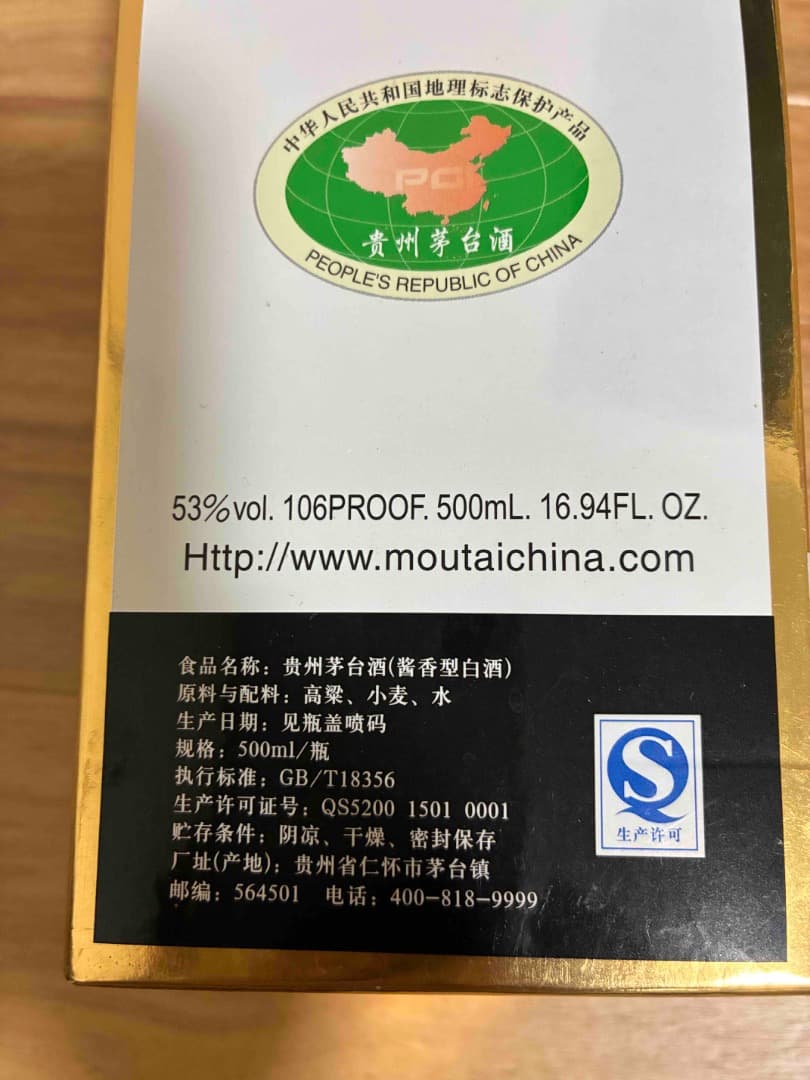 中华人民共和国地理标志保护产品
PGI
贵州茅台酒
PEOPLE'S REPUBLIC OF CHINA
53%vol. 106PROOF. 500mL. 16.94FL. OZ.
Http://www.moutaichina.com
食品名称：贵州茅台酒(酱香型白酒)
原料与配料：高粱、小麦、水
生产日期：见瓶盖喷码
规格：500ml/瓶
执行标准：GB/T18356
生产许可证号：QS5200 1501 0001
贮存条件：阴凉、干燥、密封保存
厂址(产地)：贵州省仁怀市茅台镇
邮编：564501 电话：400-818-9999
QS
生产许可